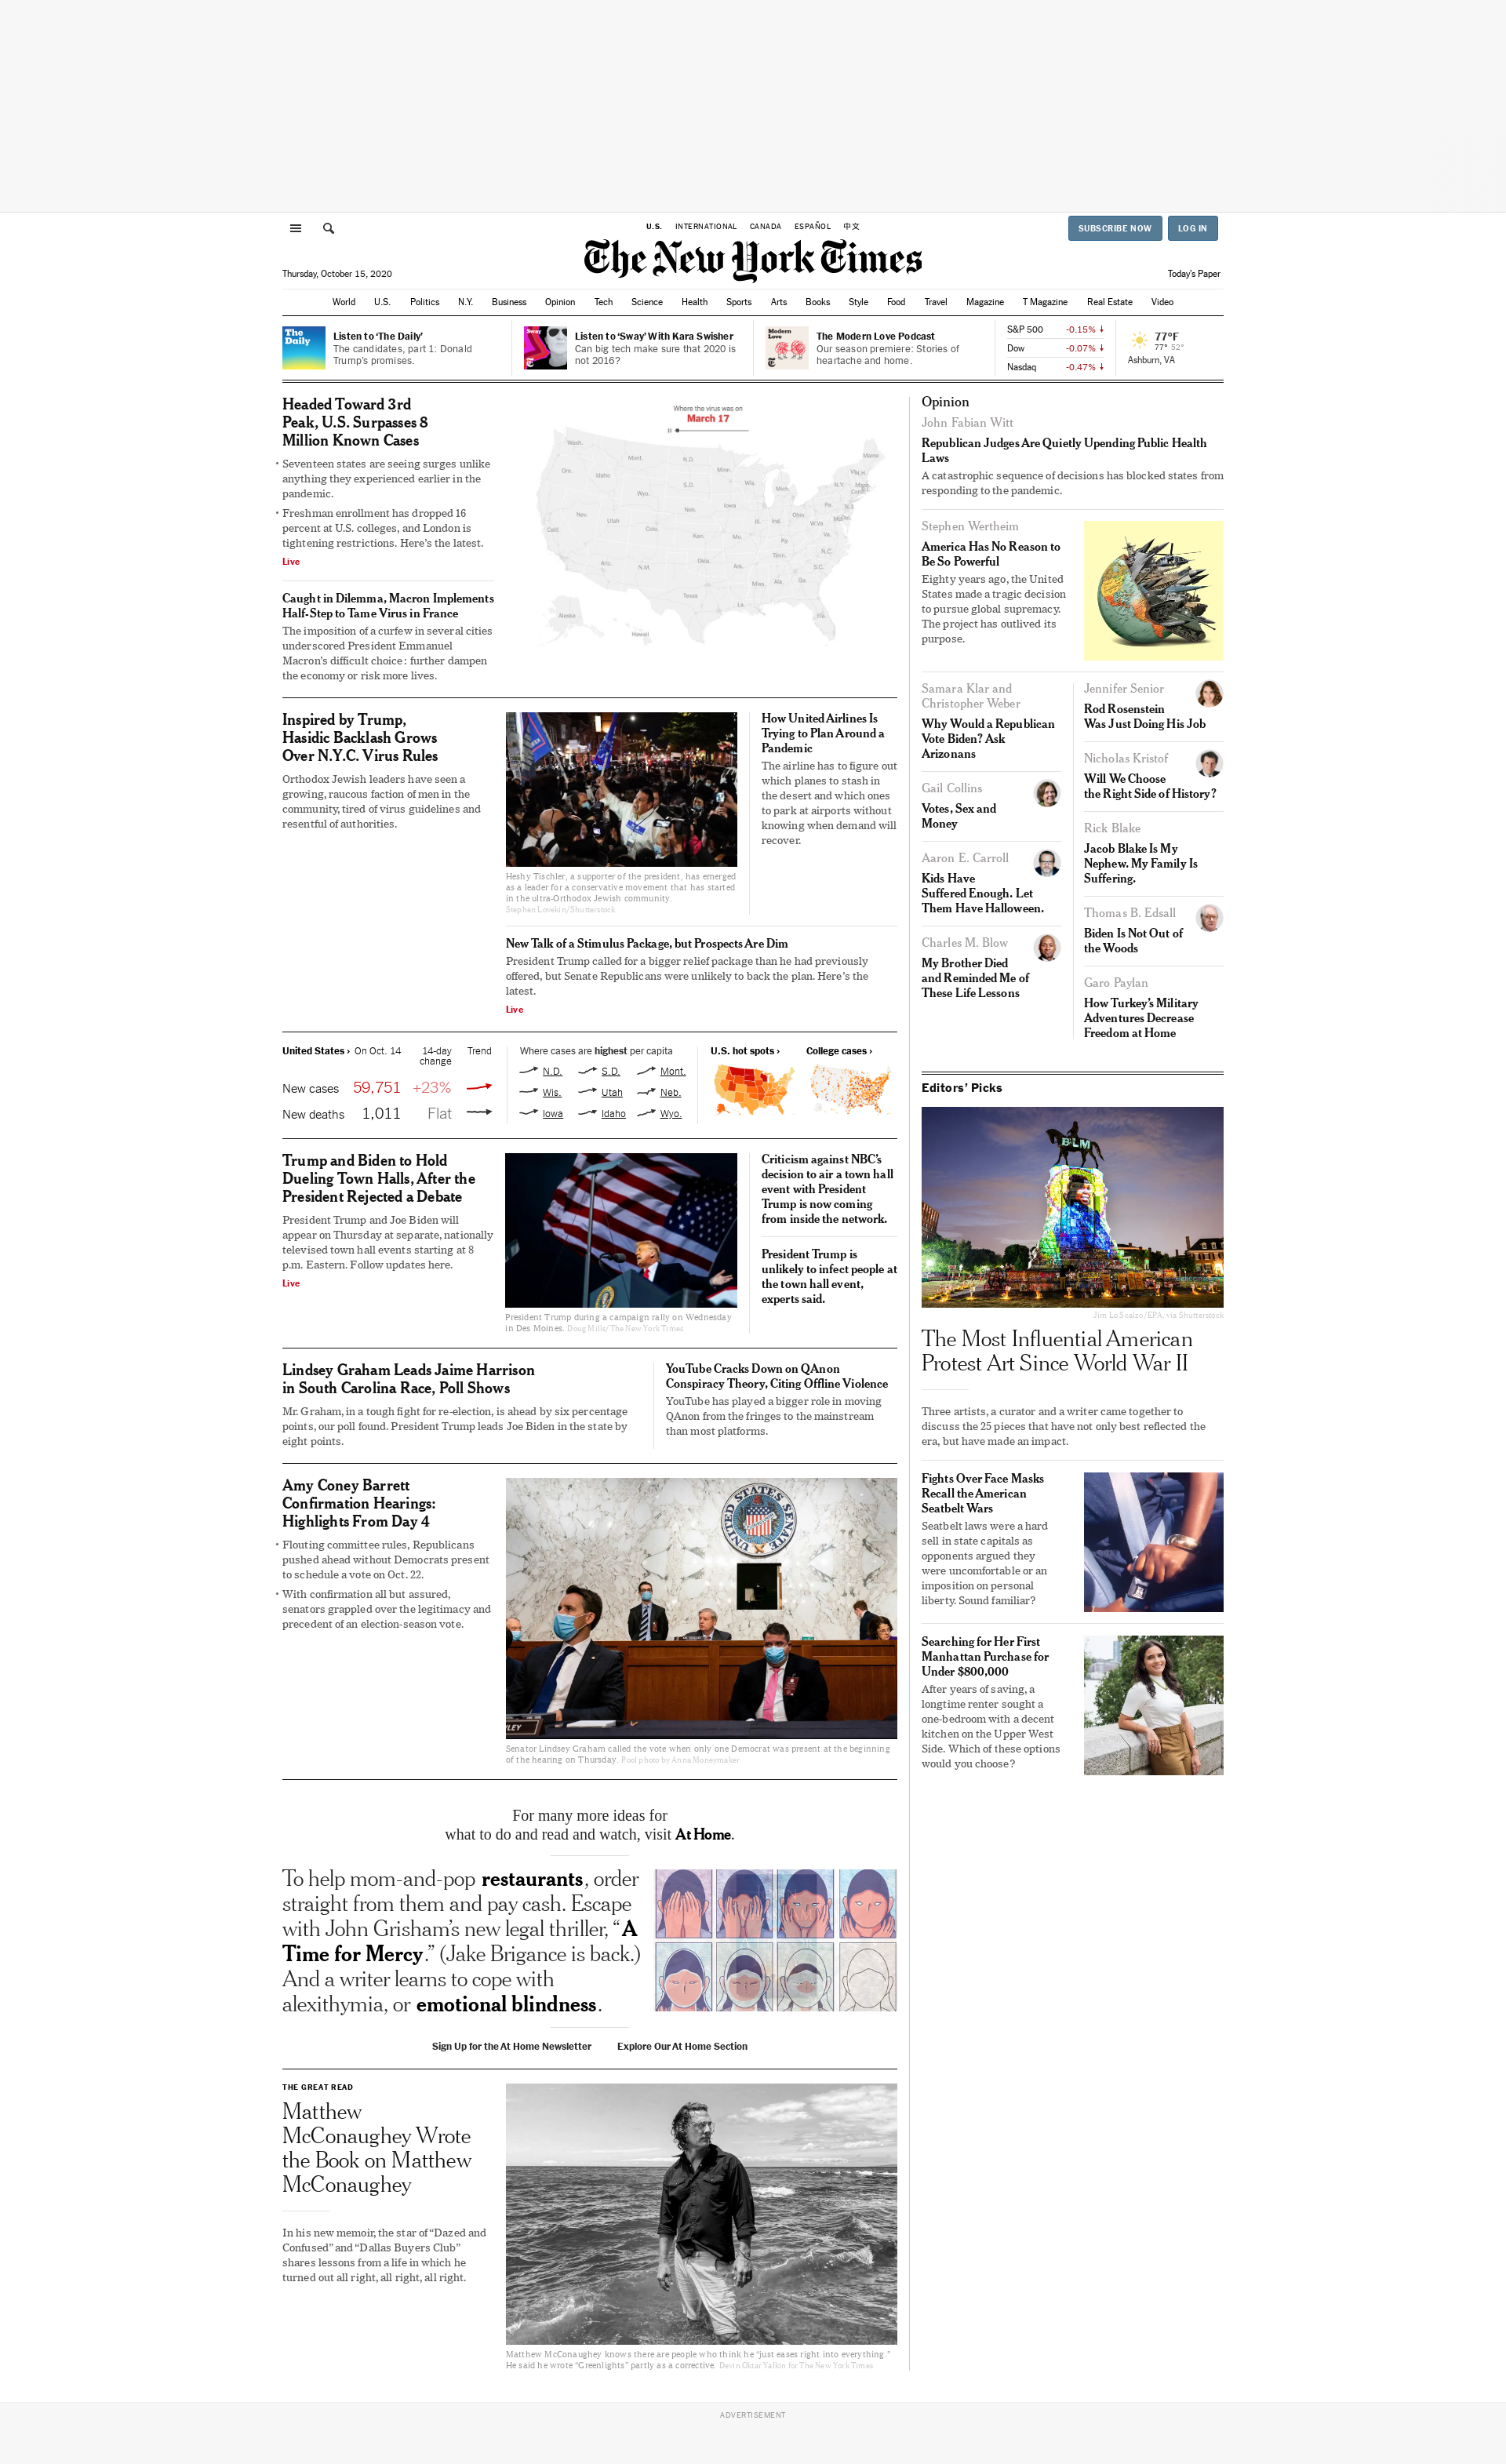 U.S.
INTERNATIONAL
CANADA
ESPAÑOL
中文
SUBSCRIBE NOW
LOG IN
The New York Times
Thursday, October 15, 2020
Today's Paper
World
U.S.
Politics
N.Y.
Business
Opinion
Tech
Science
Health
Sports
Arts
Books
Style
Food
Travel
Magazine
T Magazine
Real Estate
Video
The
Daily
Listen to ‘The Daily’
The candidates, part 1: Donald
Trump’s promises.
Sway
Listen to ‘Sway’ With Kara Swisher
Can big tech make sure that 2020 is
not 2016?
Modern
Love
The Modern Love Podcast
Our season premiere: Stories of
heartache and home.
S&P 500 -0.15%
Dow -0.07%
Nasdaq -0.47%
77°F
77° 52°
Ashburn, VA
Headed Toward 3rd
Peak, U.S. Surpasses 8
Million Known Cases
• Seventeen states are seeing surges unlike
anything they experienced earlier in the
pandemic.
• Freshman enrollment has dropped 16
percent at U.S. colleges, and London is
tightening restrictions. Here’s the latest.
Live
Caught in Dilemma, Macron Implements
Half-Step to Tame Virus in France
The imposition of a curfew in several cities
underscored President Emmanuel
Macron’s difficult choice: further dampen
the economy or risk more lives.
Where the virus was on
March 17
Wash.
Mont.
N.D.
Minn.
Maine
Ore.
Idaho
S.D.
Wis.
Mich.
N.Y.
Wyo.
Nev.
Utah
Colo.
Neb.
Iowa
Ill.
Ind.
Ohio
Pa.
Calif.
Kan.
Mo.
W.Va.
Va.
Ariz.
N.M.
Okla.
Ark.
Tenn.
N.C.
S.C.
Texas
La.
Miss.
Ala.
Ga.
Fla.
Alaska
Hawaii
Inspired by Trump,
Hasidic Backlash Grows
Over N.Y.C. Virus Rules
Orthodox Jewish leaders have seen a
growing, raucous faction of men in the
community, tired of virus guidelines and
resentful of authorities.
Heshy Tischler, a supporter of the president, has emerged
as a leader for a conservative movement that has started
in the ultra-Orthodox Jewish community.
Stephen Lovekin/Shutterstock
How United Airlines Is
Trying to Plan Around a
Pandemic
The airline has to figure out
which planes to stash in
the desert and which ones
to park at airports without
knowing when demand will
recover.
New Talk of a Stimulus Package, but Prospects Are Dim
President Trump called for a bigger relief package than he had previously
offered, but Senate Republicans were unlikely to back the plan. Here’s the
latest.
Live
United States › On Oct. 14 14-day
change
Trend
New cases 59,751 +23%
New deaths 1,011 Flat
Where cases are highest per capita
N.D. S.D. Mont.
Wis. Utah Neb.
Iowa Idaho Wyo.
U.S. hot spots ›
College cases ›
Trump and Biden to Hold
Dueling Town Halls, After the
President Rejected a Debate
President Trump and Joe Biden will
appear on Thursday at separate, nationally
televised town hall events starting at 8
p.m. Eastern. Follow updates here.
Live
President Trump during a campaign rally on Wednesday
in Des Moines. Doug Mills/The New York Times
Criticism against NBC’s
decision to air a town hall
event with President
Trump is now coming
from inside the network.
President Trump is
unlikely to infect people at
the town hall event,
experts said.
Lindsey Graham Leads Jaime Harrison
in South Carolina Race, Poll Shows
Mr. Graham, in a tough fight for re-election, is ahead by six percentage
points, our poll found. President Trump leads Joe Biden in the state by
eight points.
YouTube Cracks Down on QAnon
Conspiracy Theory, Citing Offline Violence
YouTube has played a bigger role in moving
QAnon from the fringes to the mainstream
than most platforms.
Amy Coney Barrett
Confirmation Hearings:
Highlights From Day 4
• Flouting committee rules, Republicans
pushed ahead without Democrats present
to schedule a vote on Oct. 22.
• With confirmation all but assured,
senators grappled over the legitimacy and
precedent of an election-season vote.
UNITED STATES
SENATE
Senator Lindsey Graham called the vote when only one Democrat was present at the beginning
of the hearing on Thursday. Pool photo by Anna Moneymaker
For many more ideas for
what to do and read and watch, visit At Home.
To help mom-and-pop restaurants, order
straight from them and pay cash. Escape
with John Grisham’s new legal thriller, “A
Time for Mercy.” (Jake Brigance is back.)
And a writer learns to cope with
alexithymia, or emotional blindness.
Sign Up for the At Home Newsletter
Explore Our At Home Section
THE GREAT READ
Matthew
McConaughey Wrote
the Book on Matthew
McConaughey
In his new memoir, the star of “Dazed and
Confused” and “Dallas Buyers Club”
shares lessons from a life in which he
turned out all right, all right, all right.
Matthew McConaughey knows there are people who think he “just eases right into everything.”
He said he wrote “Greenlights” partly as a corrective. Devin Oktar Yalkin for The New York Times
Opinion
John Fabian Witt
Republican Judges Are Quietly Upending Public Health
Laws
A catastrophic sequence of decisions has blocked states from
responding to the pandemic.
Stephen Wertheim
America Has No Reason to
Be So Powerful
Eighty years ago, the United
States made a tragic decision
to pursue global supremacy.
The project has outlived its
purpose.
Samara Klar and
Christopher Weber
Why Would a Republican
Vote Biden? Ask
Arizonans
Gail Collins
Votes, Sex and
Money
Aaron E. Carroll
Kids Have
Suffered Enough. Let
Them Have Halloween.
Charles M. Blow
My Brother Died
and Reminded Me of
These Life Lessons
Jennifer Senior
Rod Rosenstein
Was Just Doing His Job
Nicholas Kristof
Will We Choose
the Right Side of History?
Rick Blake
Jacob Blake Is My
Nephew. My Family Is
Suffering.
Thomas B. Edsall
Biden Is Not Out of
the Woods
Garo Paylan
How Turkey’s Military
Adventures Decrease
Freedom at Home
Editors’ Picks
BLM
Jim Lo Scalzo/EPA, via Shutterstock
The Most Influential American
Protest Art Since World War II
Three artists, a curator and a writer came together to
discuss the 25 pieces that have not only best reflected the
era, but have made an impact.
Fights Over Face Masks
Recall the American
Seatbelt Wars
Seatbelt laws were a hard
sell in state capitals as
opponents argued they
were uncomfortable or an
imposition on personal
liberty. Sound familiar?
Searching for Her First
Manhattan Purchase for
Under $800,000
After years of saving, a
longtime renter sought a
one-bedroom with a decent
kitchen on the Upper West
Side. Which of these options
would you choose?
ADVERTISEMENT